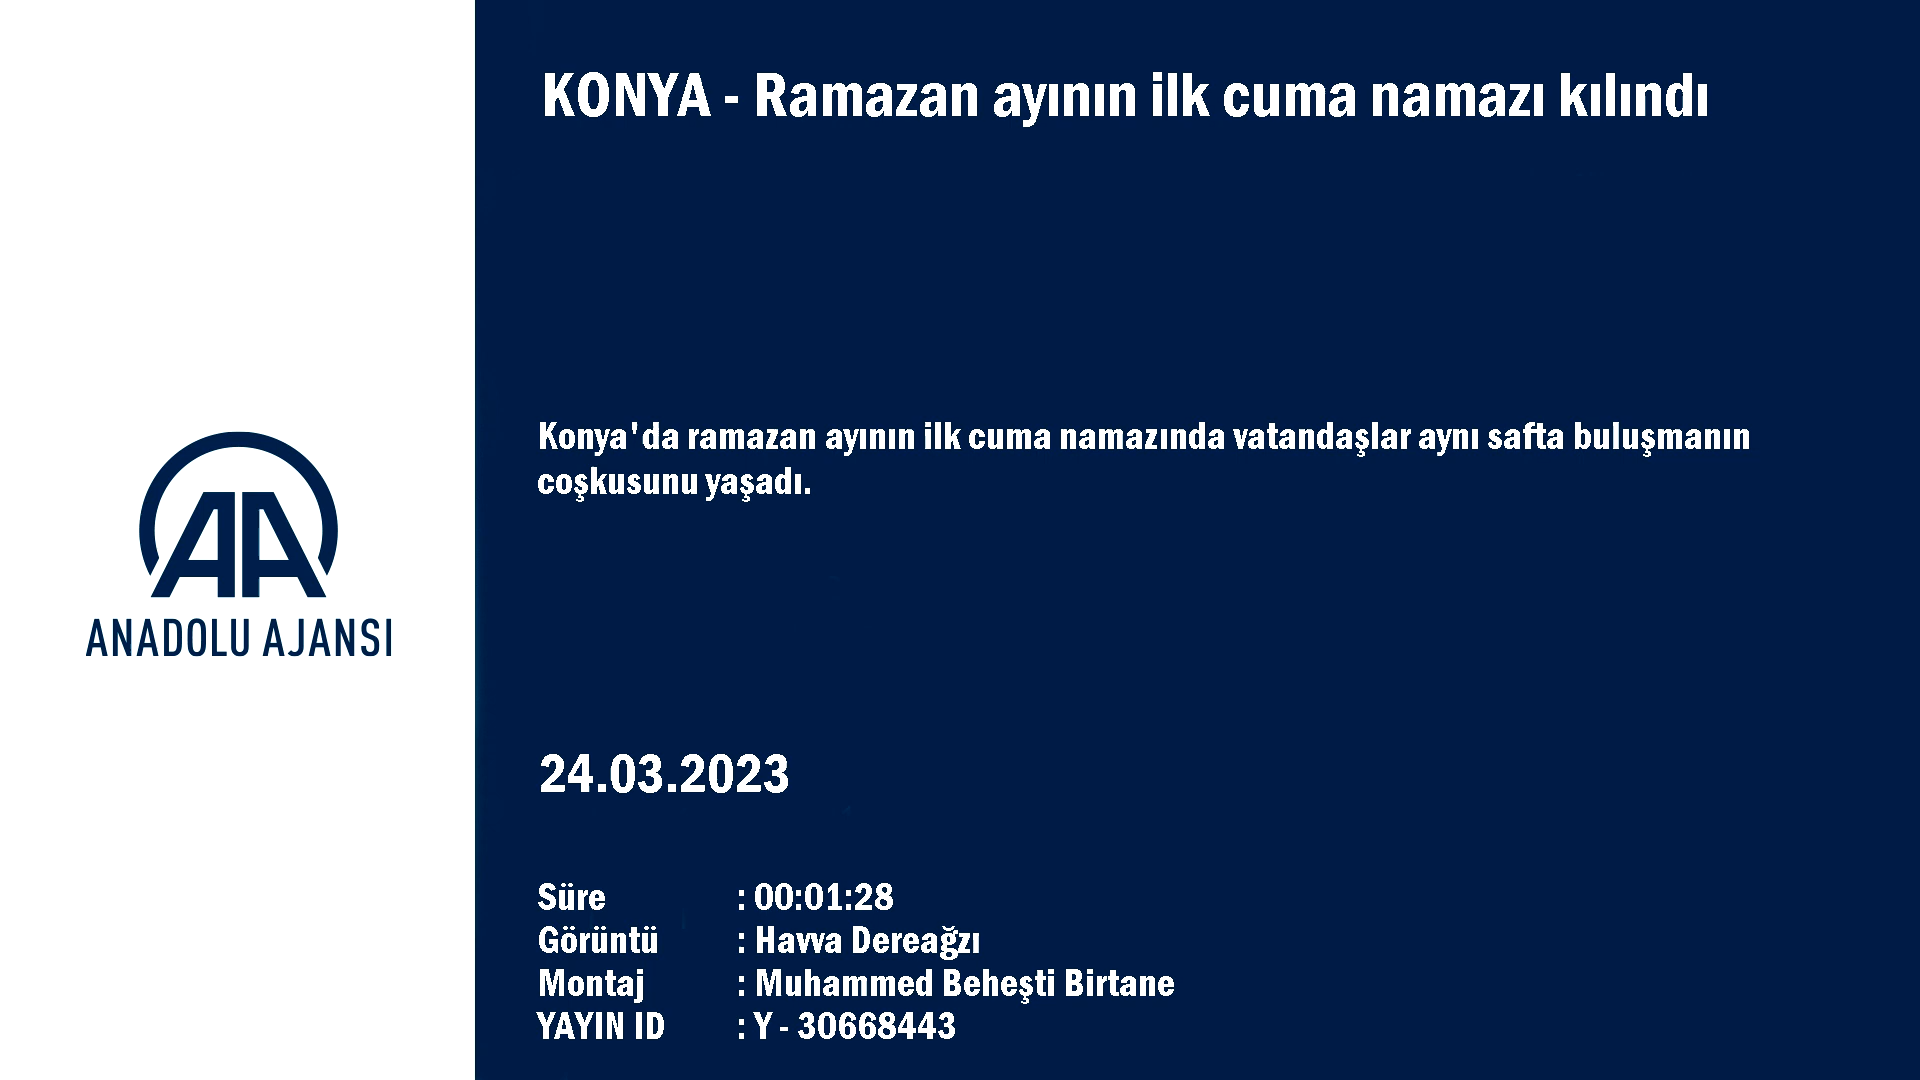 KONYA - Ramazan ayının ilk cuma namazı kılındı
Konya'da ramazan ayının ilk cuma namazında vatandaşlar aynı safta buluşmanın
coşkusunu yaşadı.
AA
ANADOLU AJANSI
24.03.2023
Süre : 00:01:28
Görüntü : Havva Dereağzı
Montaj : Muhammed Beheşti Birtane
YAYIN ID : Y - 30668443